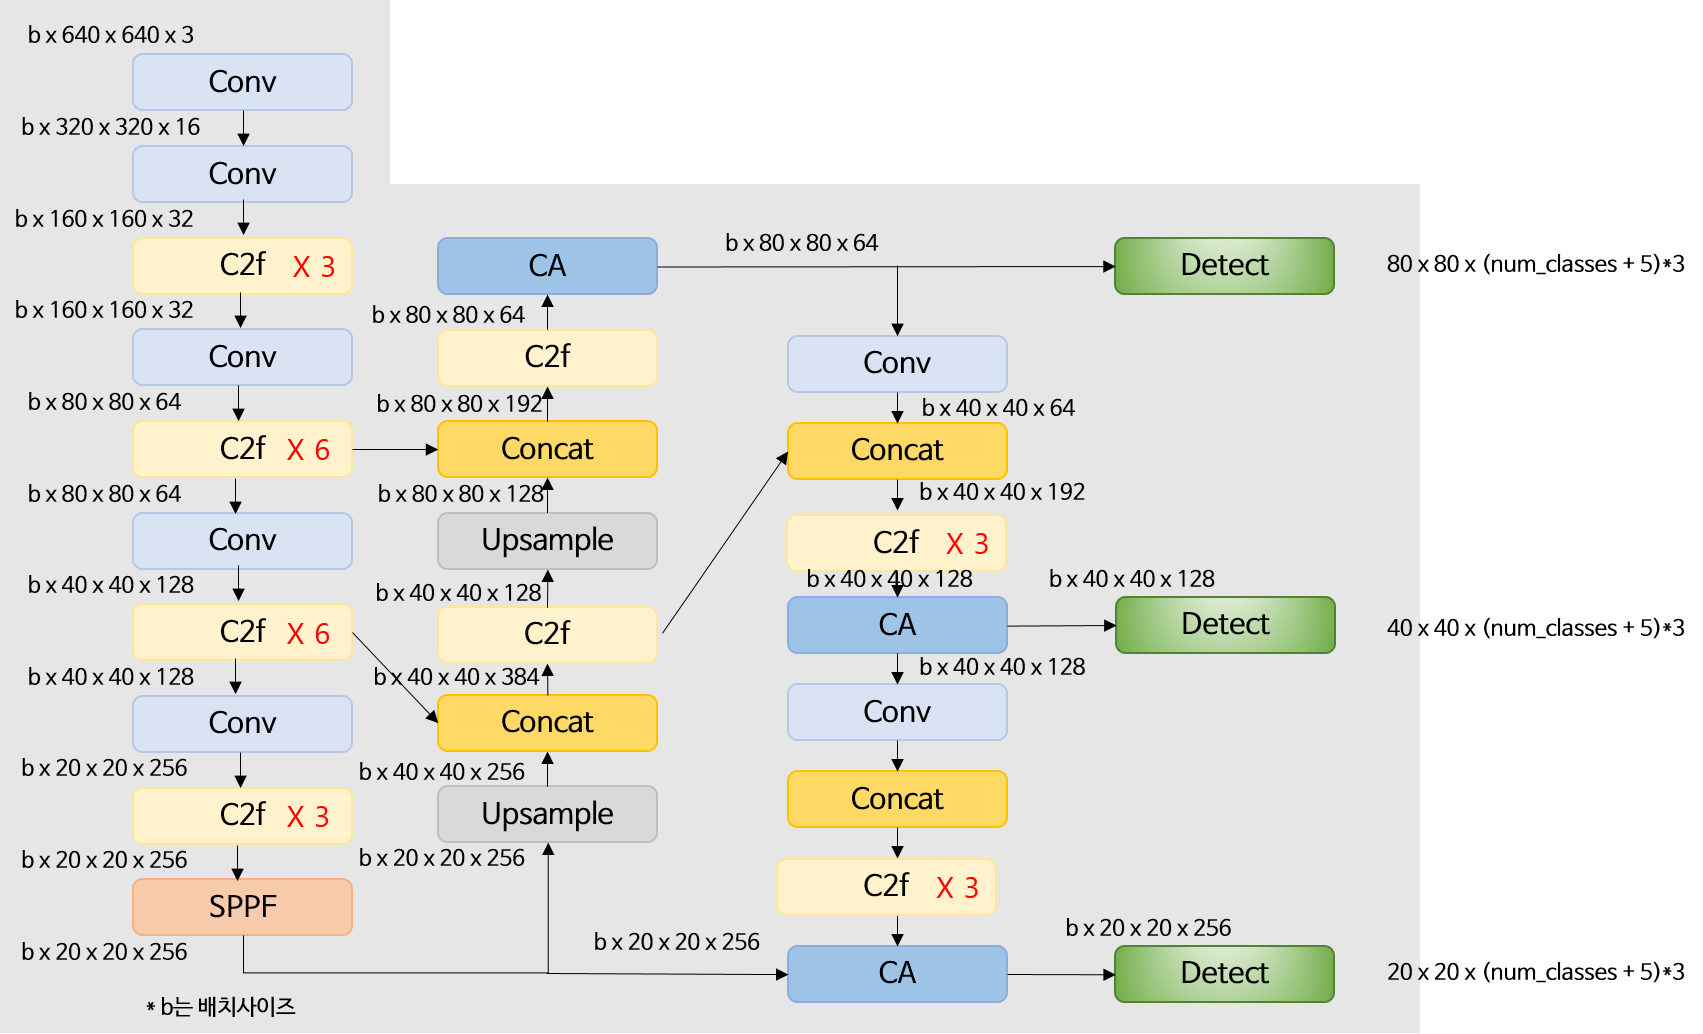 b x 640 x 640 x 3
Conv
b x 320 x 320 x 16
Conv
b x 160 x 160 x 32
C2f X 3
b x 160 x 160 x 32
Conv
b x 80 x 80 x 64
C2f X 6
b x 80 x 80 x 64
Conv
b x 40 x 40 x 128
C2f X 6
b x 40 x 40 x 128
Conv
b x 20 x 20 x 256
C2f X 3
b x 20 x 20 x 256
SPPF
b x 20 x 20 x 256
* b는 배치사이즈
CA
b x 80 x 80 x 64
C2f
b x 80 x 80 x 192
Concat
b x 80 x 80 x 128
Upsample
b x 40 x 40 x 128
C2f
b x 40 x 40 x 384
Concat
b x 40 x 40 x 256
Upsample
b x 20 x 20 x 256
b x 80 x 80 x 64
Conv
b x 40 x 40 x 64
Concat
b x 40 x 40 x 192
C2f X 3
b x 40 x 40 x 128
CA
b x 40 x 40 x 128
Conv
Concat
C2f X 3
b x 20 x 20 x 256
CA
Detect
80 x 80 x (num_classes + 5)*3
b x 40 x 40 x 128
Detect
40 x 40 x (num_classes + 5)*3
b x 20 x 20 x 256
Detect
20 x 20 x (num_classes + 5)*3